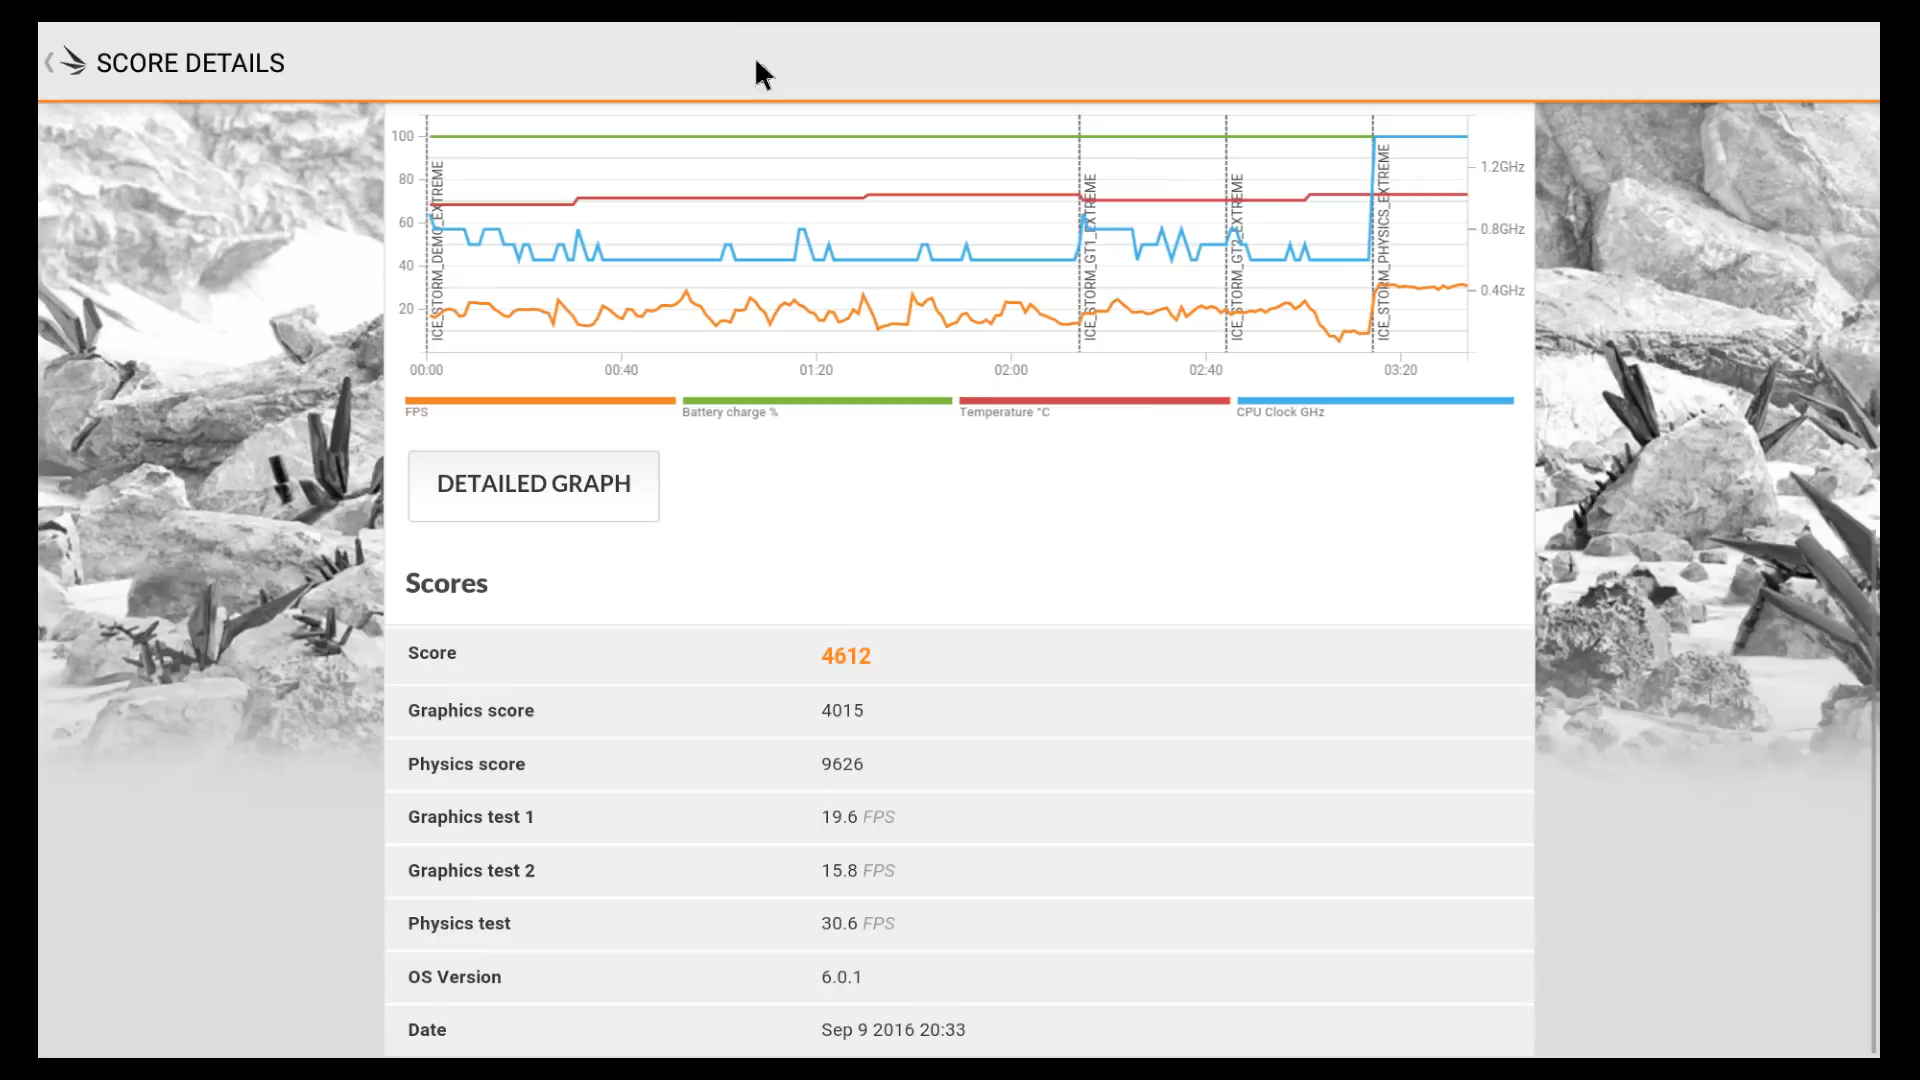 SCORE DETAILS
100
80
60
40
20
1.2GHz
0.8GHz
0.4GHz
ICE_STORM_DEMO_EXTREME
ICE_STORM_GT1_EXTREME
ICE_STORM_GT2_EXTREME
ICE_STORM_PHYSICS_EXTREME
00:00 00:40 01:20 02:00 02:40 03:20
FPS Battery charge % Temperature °C CPU Clock GHz
DETAILED GRAPH
Scores
Score 4612
Graphics score 4015
Physics score 9626
Graphics test 1 19.6 FPS
Graphics test 2 15.8 FPS
Physics test 30.6 FPS
OS Version 6.0.1
Date Sep 9 2016 20:33